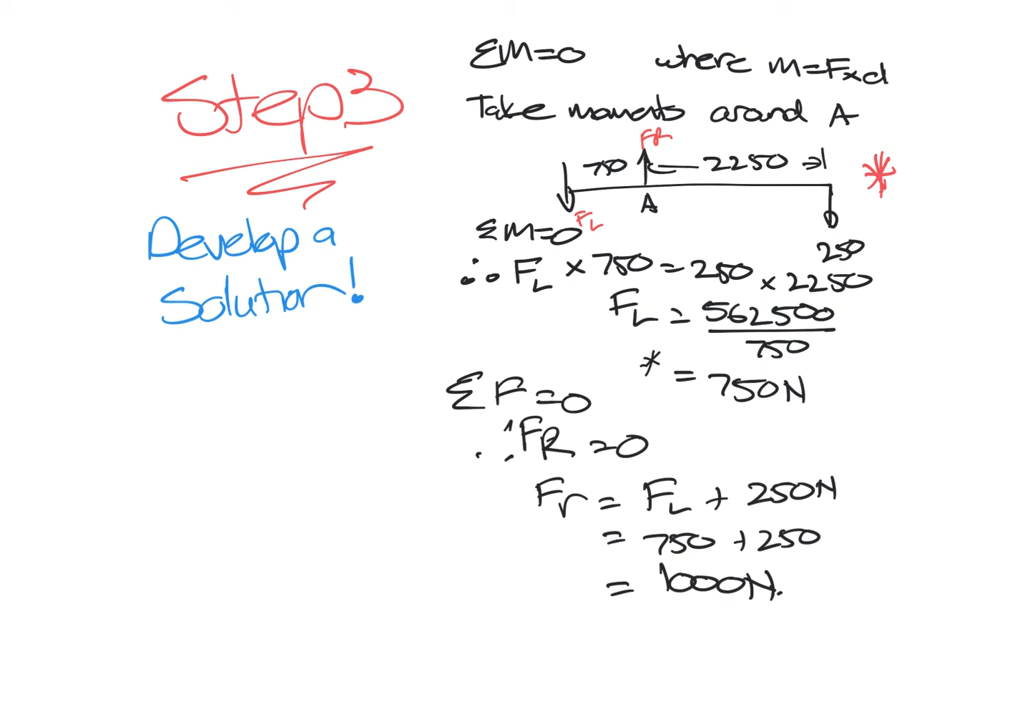 Step3
Develop a
Solution!
ΣM=0 where M=F×d
Take moments around A
FR
750 2250
A
FL
250
ΣM=0
∴ FL × 750 = 250 × 2250
FL = 562500
750
* = 750N
ΣF=0
∴ FR = 0
Fr = FL + 250N
= 750 + 250
= 1000N.